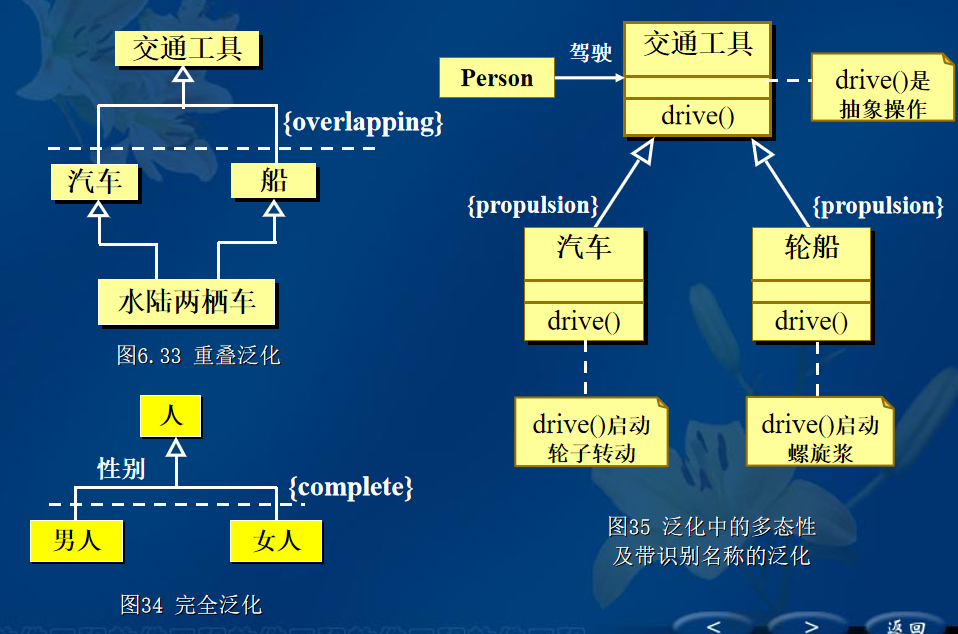 交通工具
{overlapping}
汽车
船
水陆两栖车
图6.33 重叠泛化
人
性别
{complete}
男人
女人
图34 完全泛化
Person
驾驶
交通工具
drive()
drive()是
抽象操作
{propulsion}
{propulsion}
汽车
drive()
轮船
drive()
drive()启动
轮子转动
drive()启动
螺旋浆
图35 泛化中的多态性
及带识别名称的泛化
<
>
返回